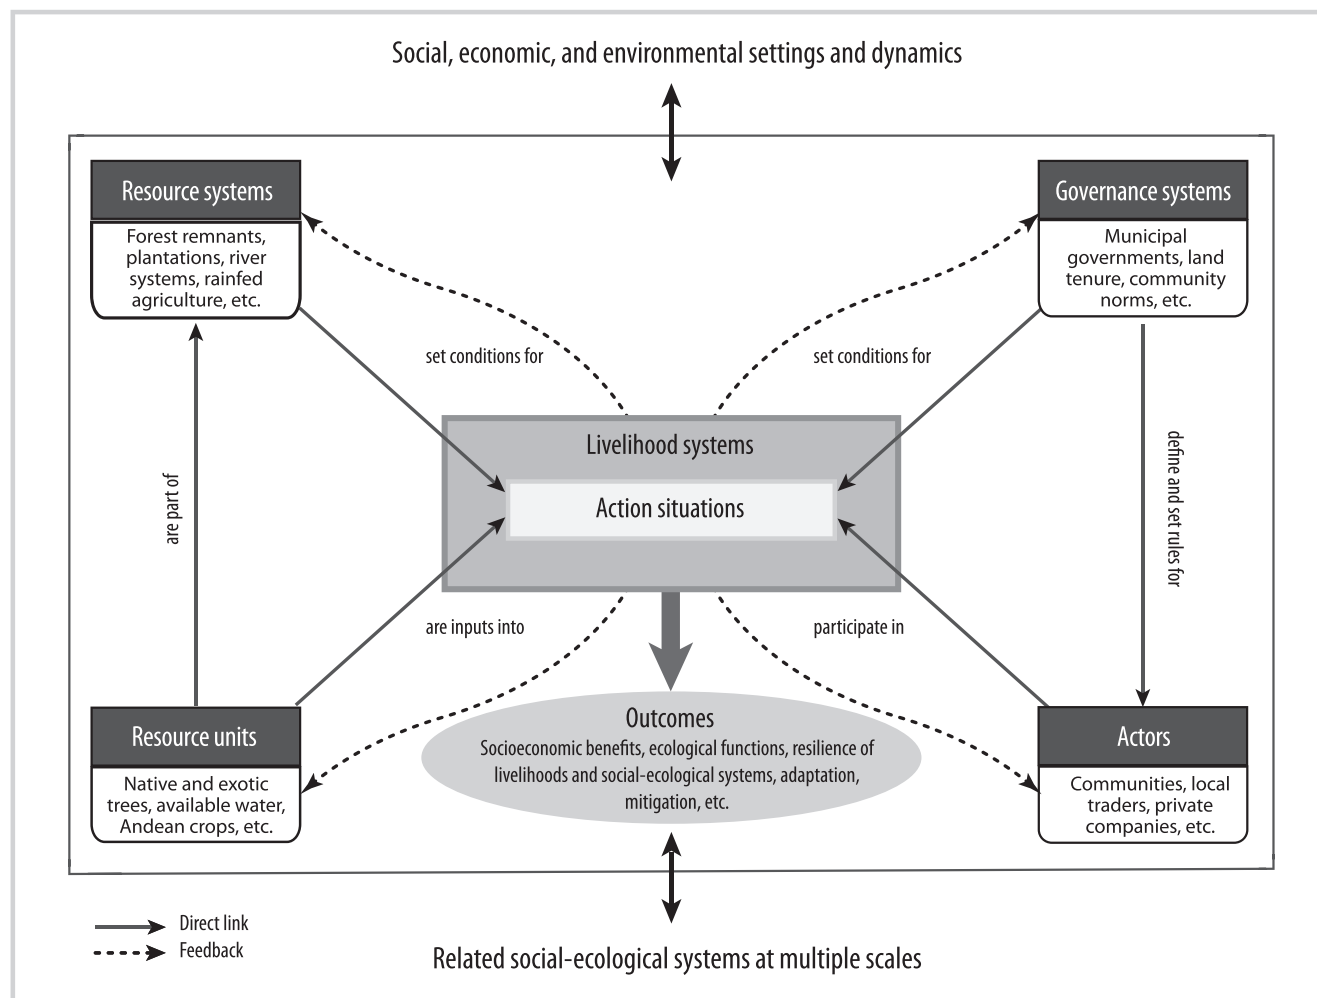 Social, economic, and environmental settings and dynamics
Resource systems
Forest remnants,
plantations, river
systems, rainfed
agriculture, etc.
Governance systems
Municipal
governments, land
tenure, community
norms, etc.
set conditions for
set conditions for
Livelihood systems
Action situations
are part of
define and set rules for
are inputs into
participate in
Resource units
Native and exotic
trees, available water,
Andean crops, etc.
Outcomes
Socioeconomic benefits, ecological functions, resilience of
livelihoods and social-ecological systems, adaptation,
mitigation, etc.
Actors
Communities, local
traders, private
companies, etc.
Direct link
Feedback
Related social-ecological systems at multiple scales